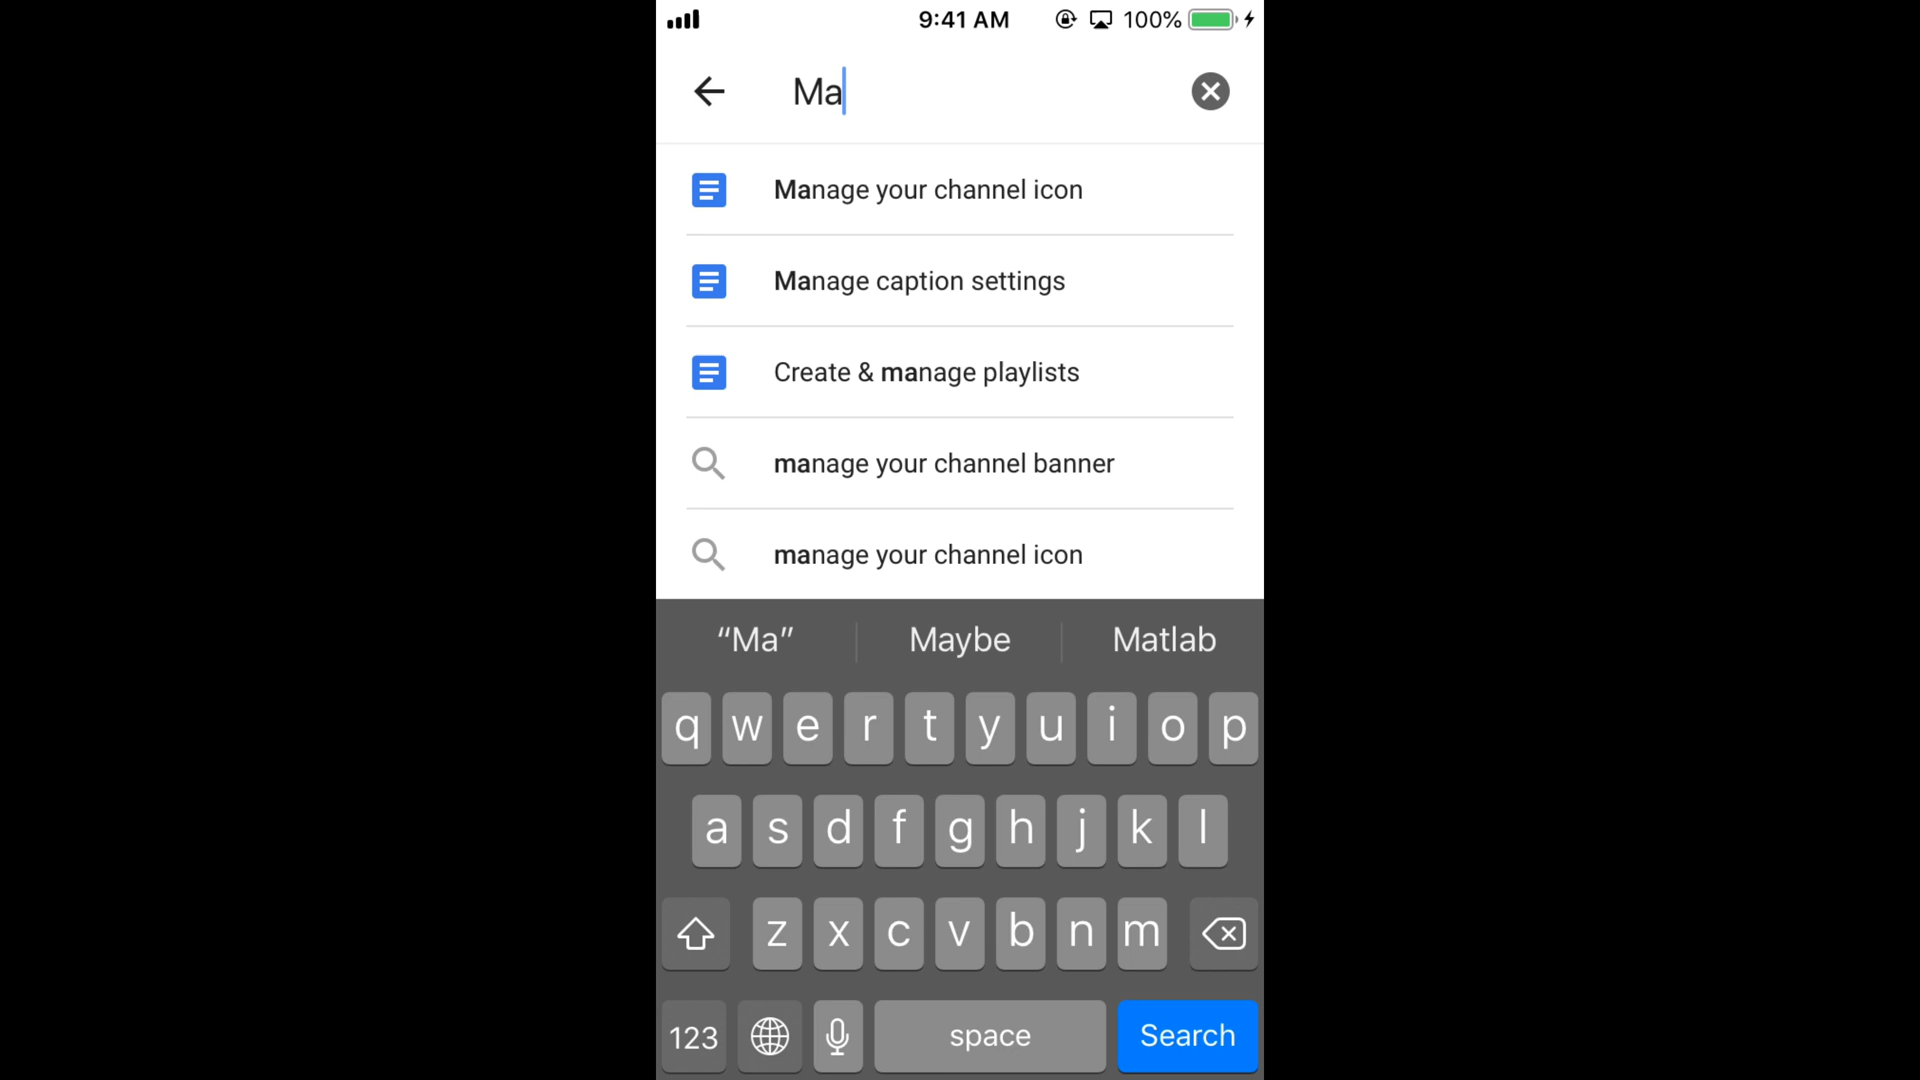 9:41 AM 100%
Ma
Manage your channel icon
Manage caption settings
Create & manage playlists
manage your channel banner
manage your channel icon
“Ma” Maybe Matlab
q w e r t y u i o p
a s d f g h j k l
z x c v b n m
123 space Search